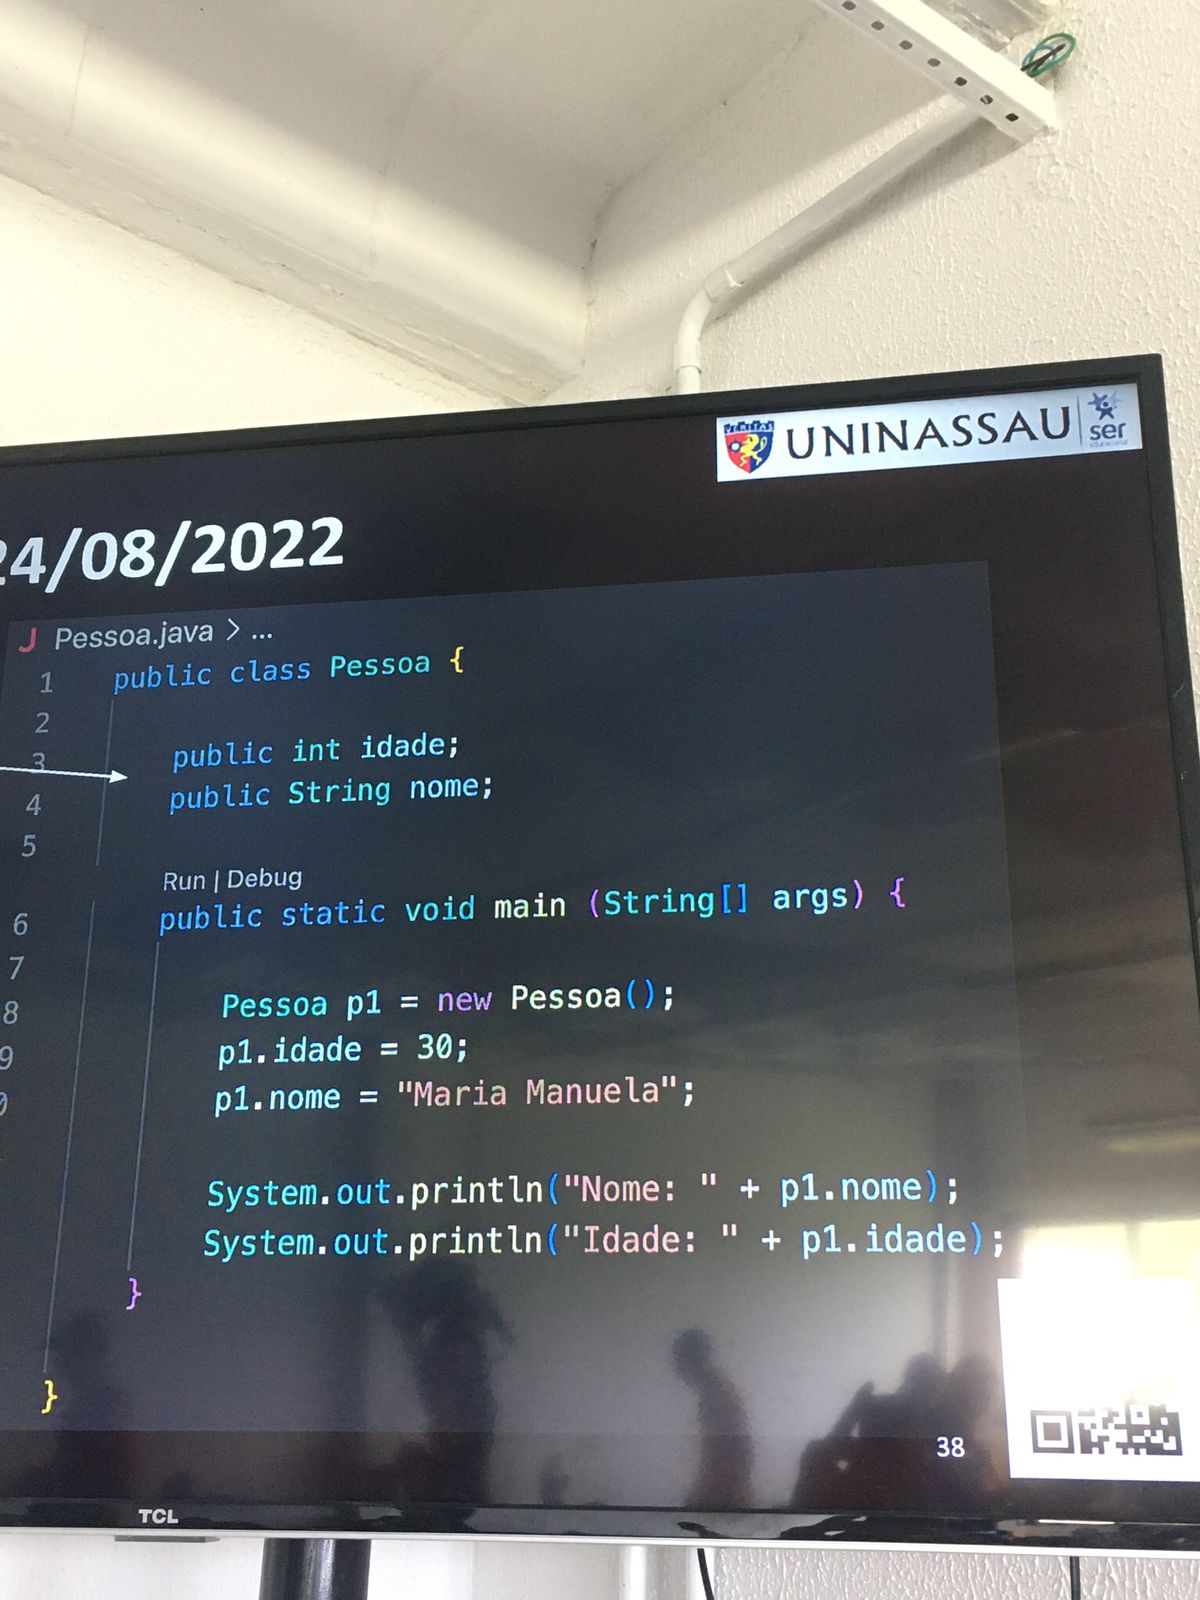 VERITAS
UNINASSAU
ser
educacional
24/08/2022
J Pessoa.java > ...
1 public class Pessoa {
2
3 public int idade;
4 public String nome;
5
Run | Debug
6 public static void main (String[] args) {
7
8 Pessoa p1 = new Pessoa();
9 p1.idade = 30;
0 p1.nome = "Maria Manuela";
System.out.println("Nome: " + p1.nome);
System.out.println("Idade: " + p1.idade);
}
}
38
TCL